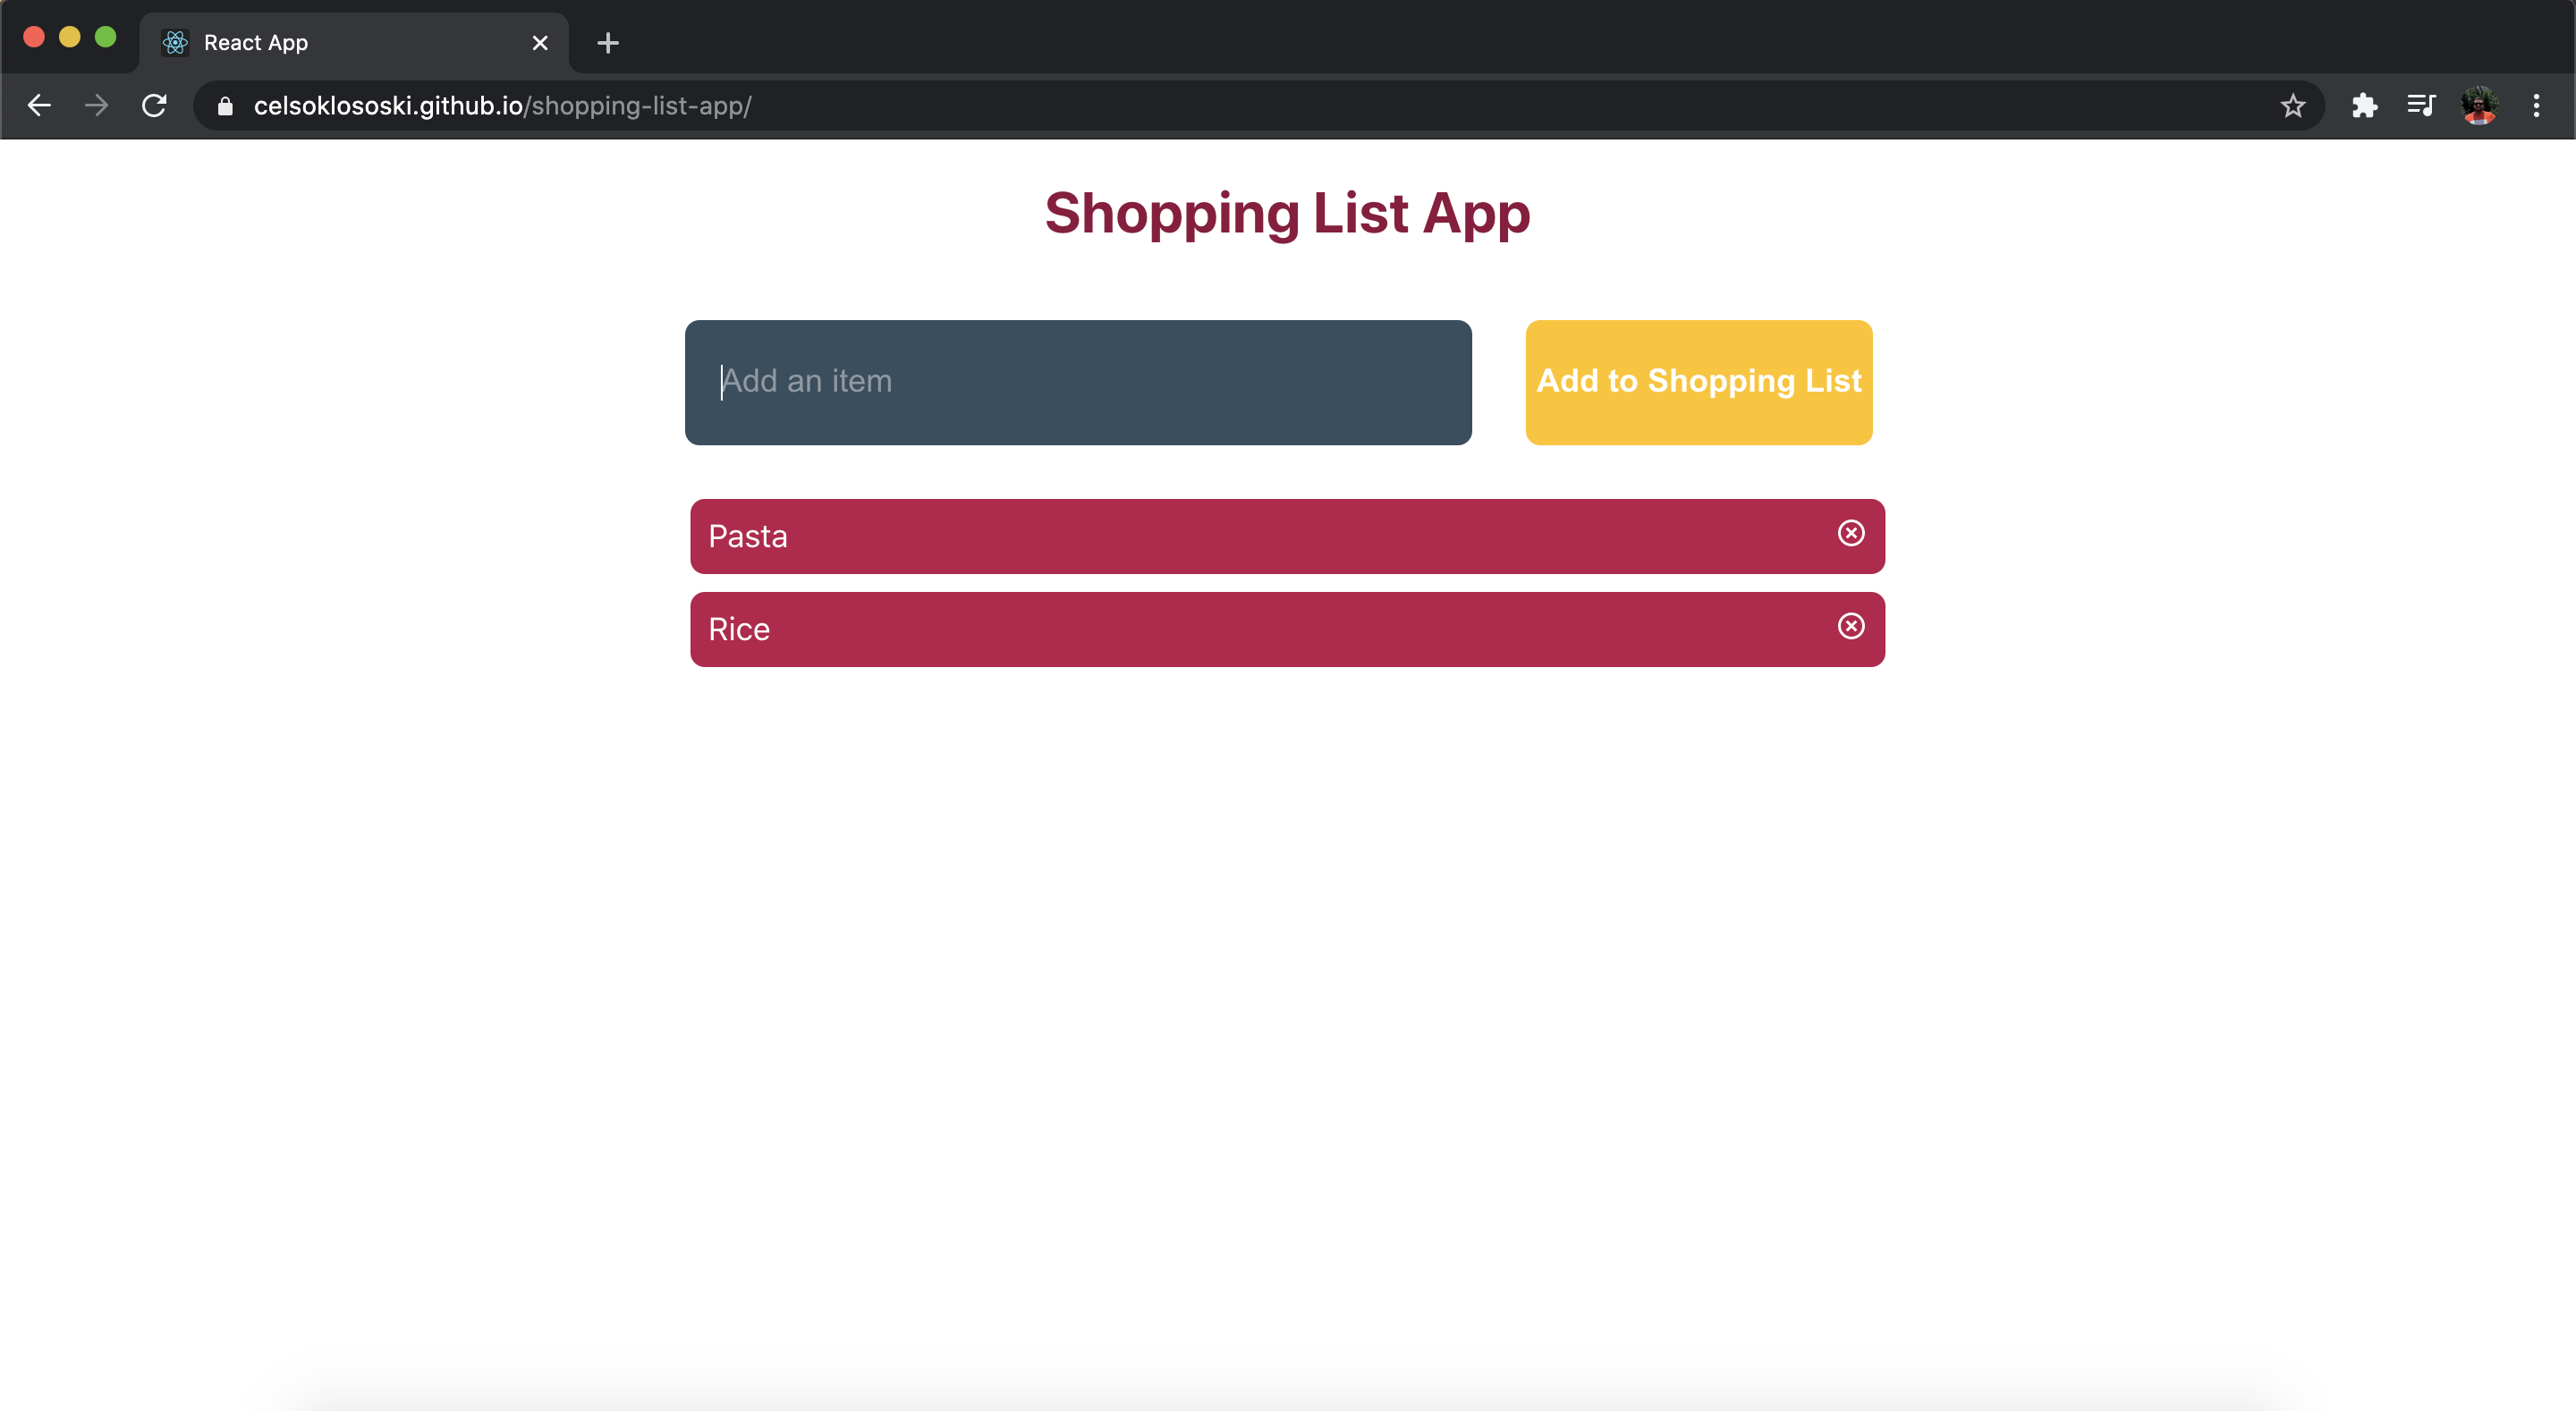 React App
celsoklososki.github.io/shopping-list-app/
Shopping List App
Add an item
Add to Shopping List
Pasta
Rice